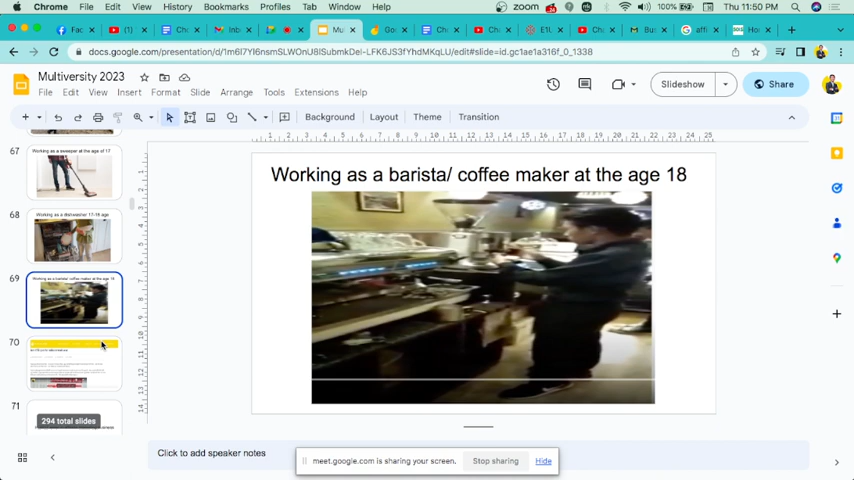 Chrome File Edit View History Bookmarks Profiles Tab Window Help zoom 100% Thu 11:50 PM
docs.google.com/presentation/d/1m6l7Yl6nsmSLWOnU8lSubmkDel-LFK6JS3fYhdMKqLU/edit#slide=id.gc1ae1a316f_0_1338
Multiversity 2023
File Edit View Insert Format Slide Arrange Tools Extensions Help
Slideshow
Share
Background Layout Theme Transition
67
Working as a sweeper at the age of 17
68
Working as a dishwasher 17-18 age
69
Working as a barista/ coffee maker at the age 18
70
71
294 total slides
Working as a barista/ coffee maker at the age 18
Click to add speaker notes
meet.google.com is sharing your screen. Stop sharing Hide